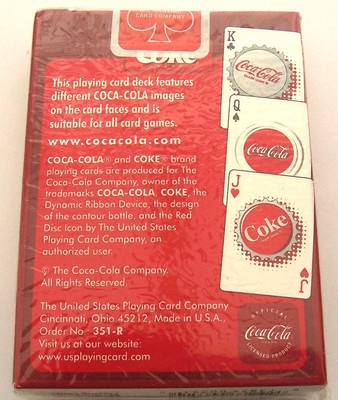 CARD COMPANY
COKE
This playing card deck features
different COCA-COLA images
on the card faces and is
suitable for all card games.
www.cocacola.com
COCA-COLA® and COKE® brand
playing cards are produced for The
Coca-Cola Company, owner of the
trademarks COCA-COLA, COKE, the
Dynamic Ribbon Device, the design
of the contour bottle, and the Red
Disc Icon by The United States
Playing Card Company, an
authorized user.
© The Coca-Cola Company.
All Rights Reserved.
The United States Playing Card Company
Cincinnati, Ohio 45212, Made in U.S.A.,
Order No.: 351-R
Visit us at our website:
www.usplayingcard.com
K
Coca-Cola
Q
Coca-Cola
J
Coke
J
OFFICIAL
Coca-Cola
LICENSED PRODUCT